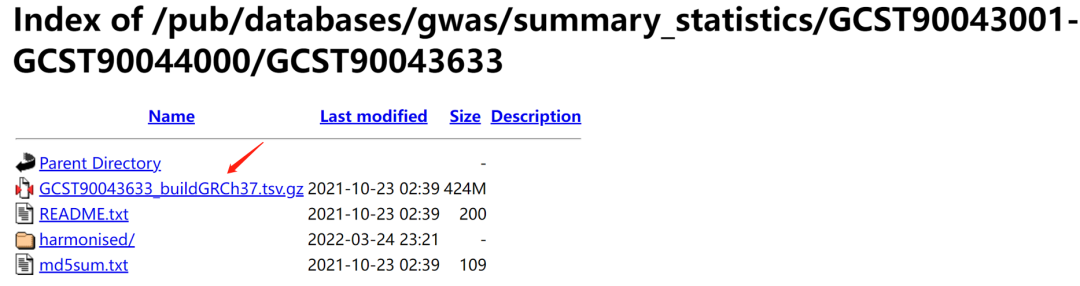 Index of /pub/databases/gwas/summary_statistics/GCST90043001-
GCST90044000/GCST90043633
Name Last modified Size Description
Parent Directory -
GCST90043633_buildGRCh37.tsv.gz 2021-10-23 02:39 424M
README.txt 2021-10-23 02:39 200
harmonised/ 2022-03-24 23:21 -
md5sum.txt 2021-10-23 02:39 109